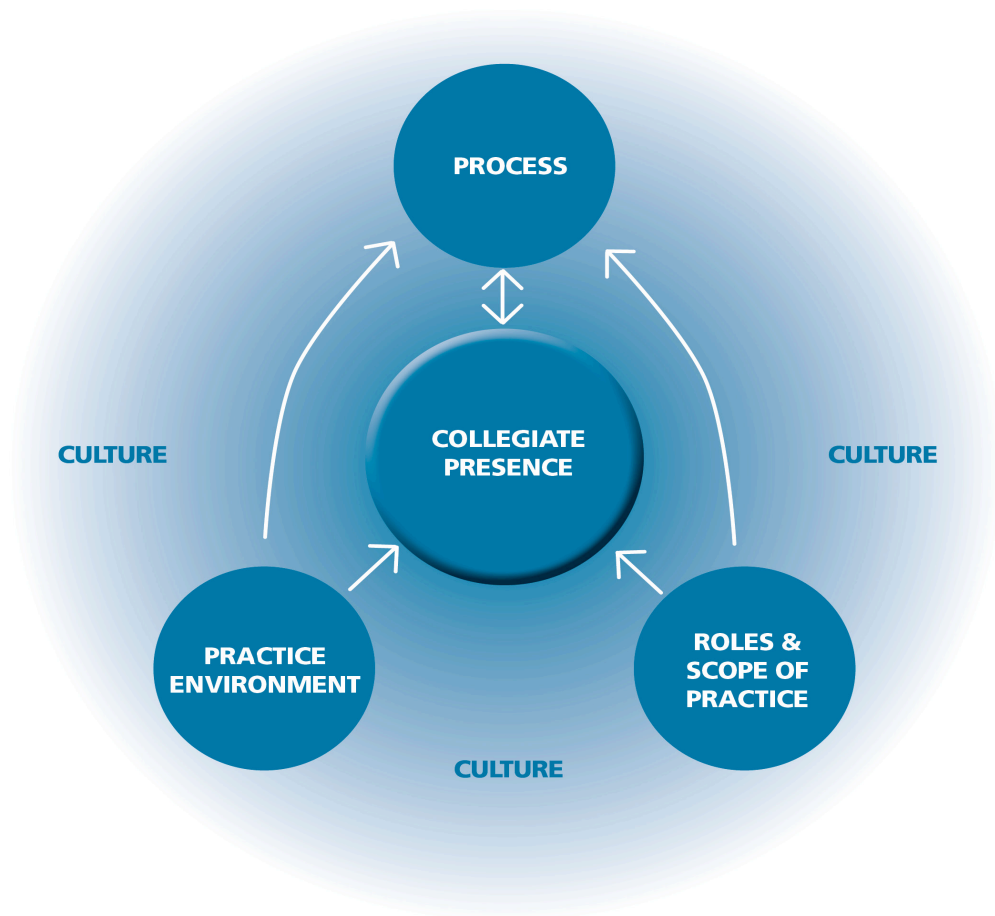 PROCESS
COLLEGIATE
PRESENCE
CULTURE
CULTURE
PRACTICE
ENVIRONMENT
ROLES &
SCOPE OF
PRACTICE
CULTURE